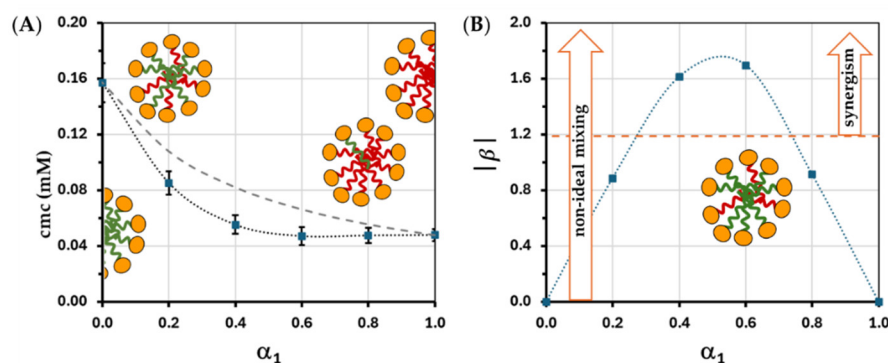 (A)
0.20
0.16
0.12
0.08
0.04
0.00
cmc (mM)
0.0 0.2 0.4 0.6 0.8 1.0
α₁
(B)
2.0
1.6
1.2
0.8
0.4
0.0
|β|
non-ideal mixing
synergism
0.0 0.2 0.4 0.6 0.8 1.0
α₁